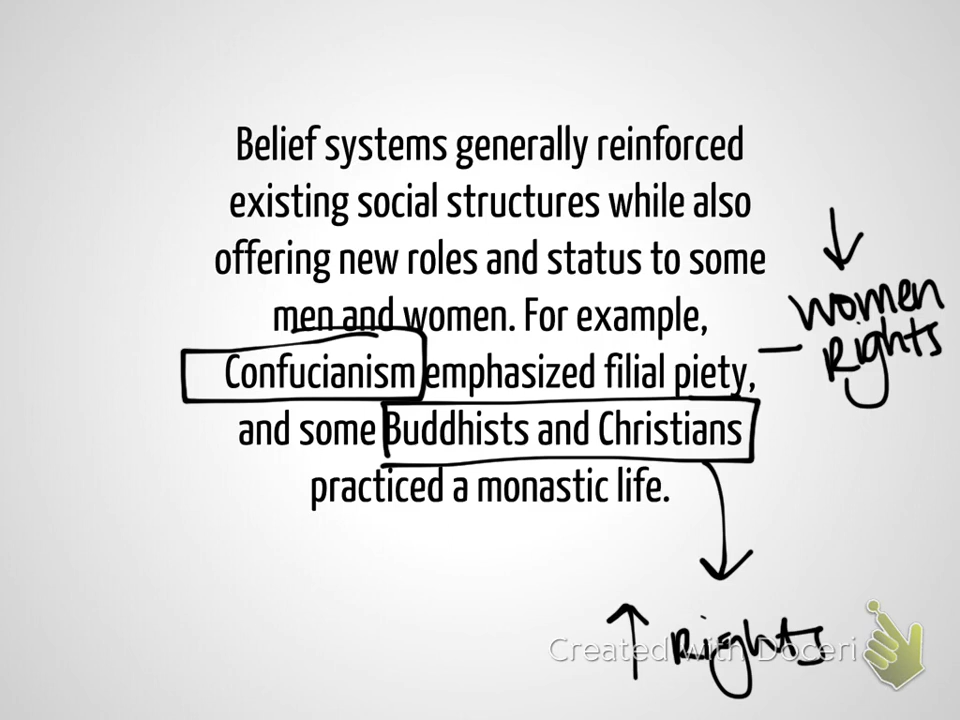 Belief systems generally reinforced
existing social structures while also
offering new roles and status to some
men and women. For example,
Confucianism emphasized filial piety,
and some Buddhists and Christians
practiced a monastic life.
↓
women
- Rights
↑ Rights
Created with Doceri